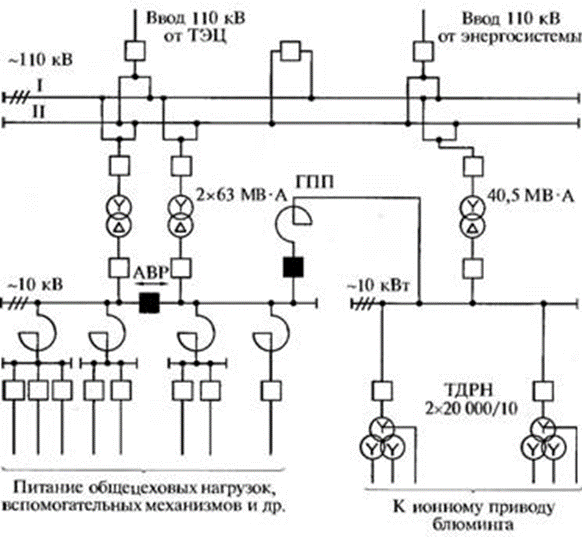 Ввод 110 кВ
от ТЭЦ
Ввод 110 кВ
от энергосистемы
~110 кВ
I
II
2×63 МВ·А
ГПП
40,5 МВ·А
АВР
~10 кВ
~10 кВт
ТДРН
2×20 000/10
Питание общецеховых нагрузок,
вспомогательных механизмов и др.
К ионному приводу
блюминга